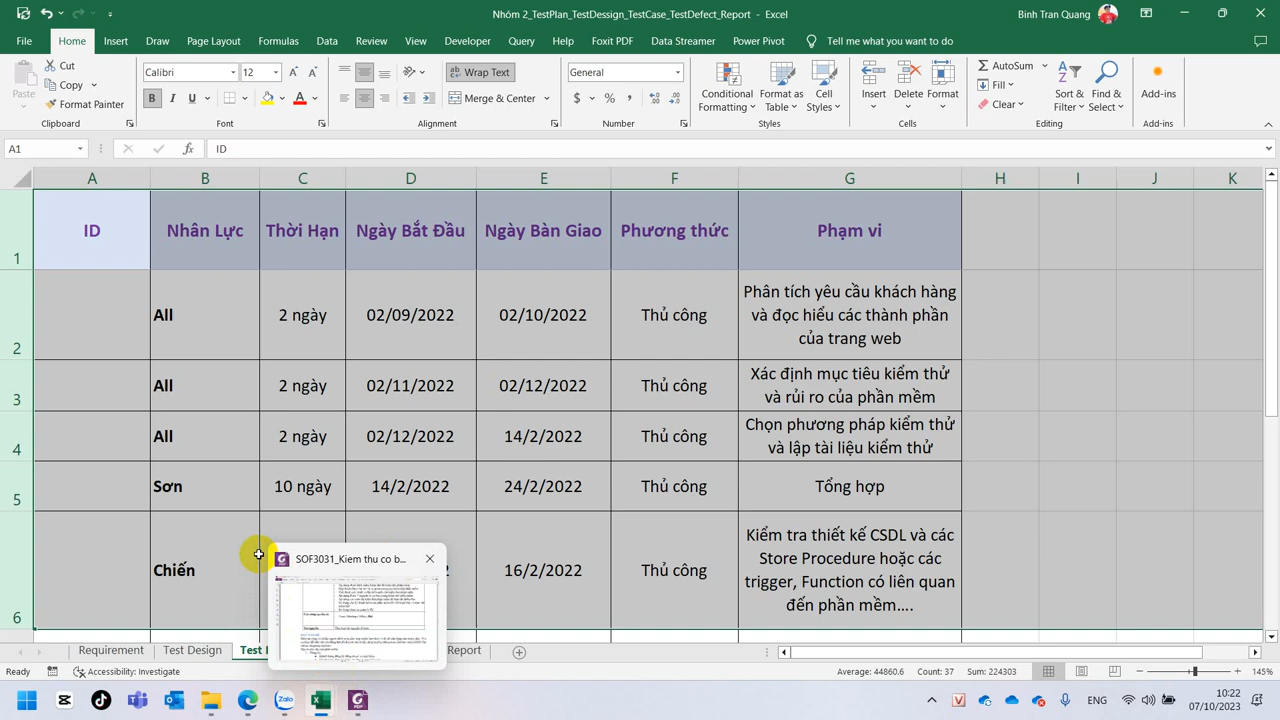 Nhóm 2_TestPlan_TestDessign_TestCase_TestDefect_Report - Excel
Binh Tran Quang
File Home Insert Draw Page Layout Formulas Data Review View Developer Query Help Foxit PDF Data Streamer Power Pivot Tell me what you want to do
Paste
Cut
Copy
Format Painter
Calibri 12
B I U
A
ab Wrap Text
Merge & Center
General
$ % ,
Conditional Formatting
Format as Table
Cell Styles
Insert Delete Format
AutoSum
Fill
Clear
Sort & Filter
Find & Select
Add-ins
Clipboard Font Alignment Number Styles Cells Editing Add-ins
A1 fx ID
A B C D E F G H I J K
1 ID Nhân Lực Thời Hạn Ngày Bắt Đầu Ngày Bàn Giao Phương thức Phạm vi
2 All 2 ngày 02/09/2022 02/10/2022 Thủ công Phân tích yêu cầu khách hàng
và đọc hiểu các thành phần
của trang web
3 All 2 ngày 02/11/2022 02/12/2022 Thủ công Xác định mục tiêu kiểm thử
và rủi ro của phần mềm
4 All 2 ngày 02/12/2022 14/2/2022 Thủ công Chọn phương pháp kiểm thử
và lập tài liệu kiểm thử
5 Sơn 10 ngày 14/2/2022 24/2/2022 Thủ công Tổng hợp
6 Chiến 16/2/2022 Thủ công Kiểm tra thiết kế CSDL và các
Store Procedure hoặc các
trigger, Function có liên quan
đến phần mềm....
SOF3031_Kiem thu co b...
Requirement Test Design Test Report
Ready Accessibility: Investigate Average: 44860.6 Count: 37 Sum: 224303 145%
Zalo
ENG
10:22
07/10/2023